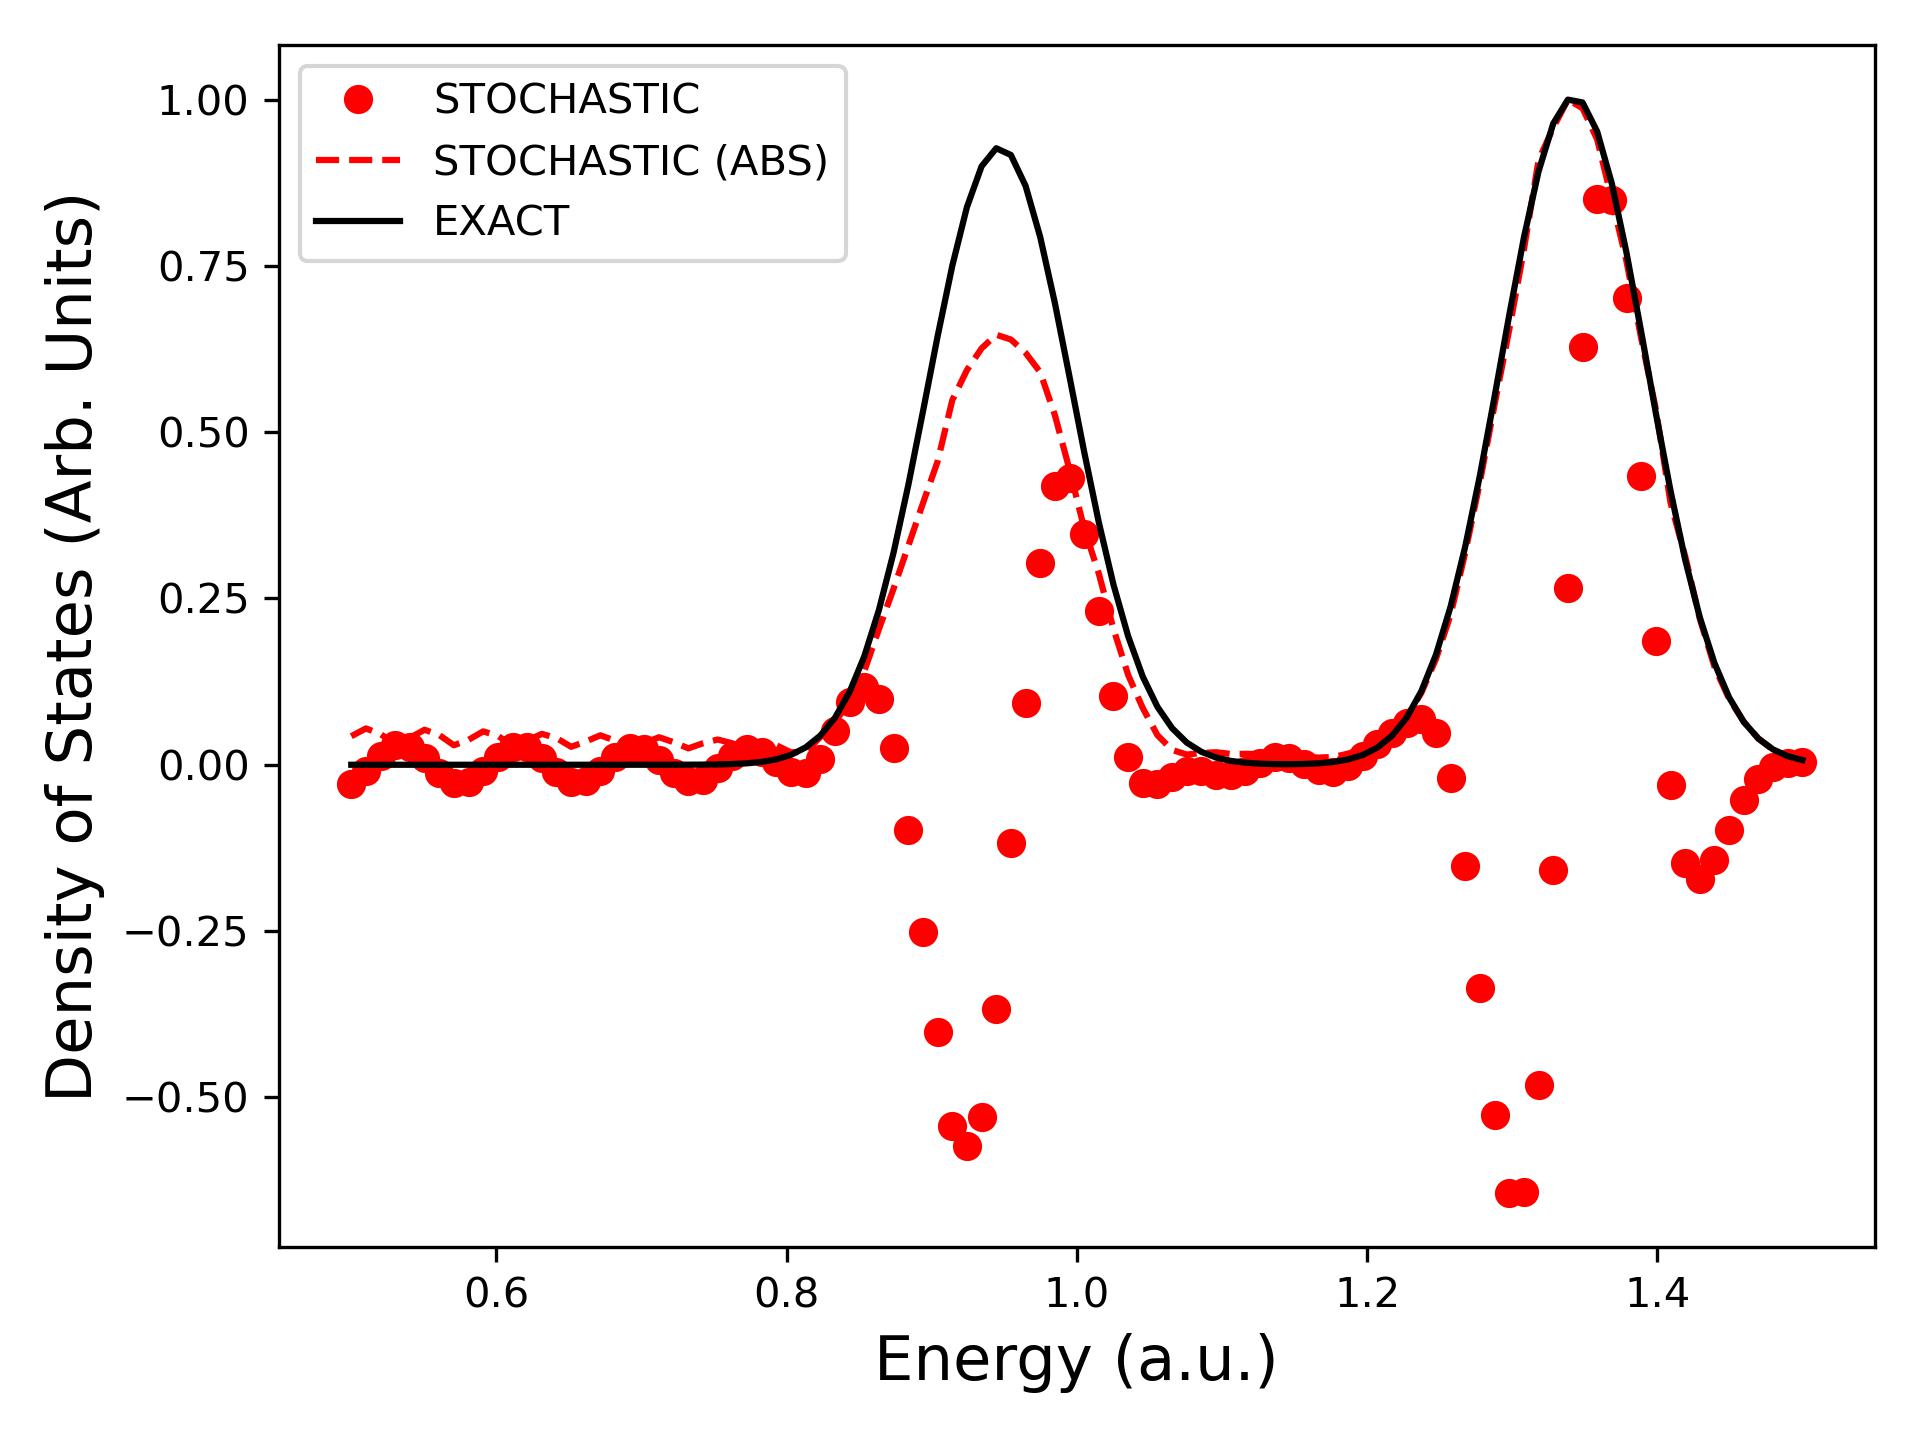 STOCHASTIC
STOCHASTIC (ABS)
EXACT
Density of States (Arb. Units)
1.00
0.75
0.50
0.25
0.00
−0.25
−0.50
0.6 0.8 1.0 1.2 1.4
Energy (a.u.)